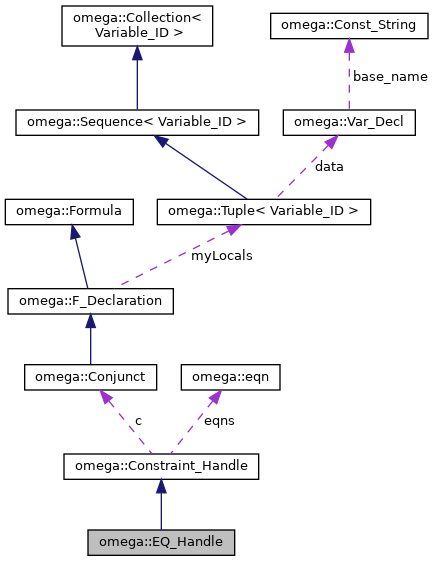 omega::Collection<
Variable_ID >
omega::Const_String
base_name
omega::Sequence< Variable_ID >
omega::Var_Decl
data
omega::Formula
omega::Tuple< Variable_ID >
myLocals
omega::F_Declaration
omega::Conjunct
omega::eqn
c
eqns
omega::Constraint_Handle
omega::EQ_Handle